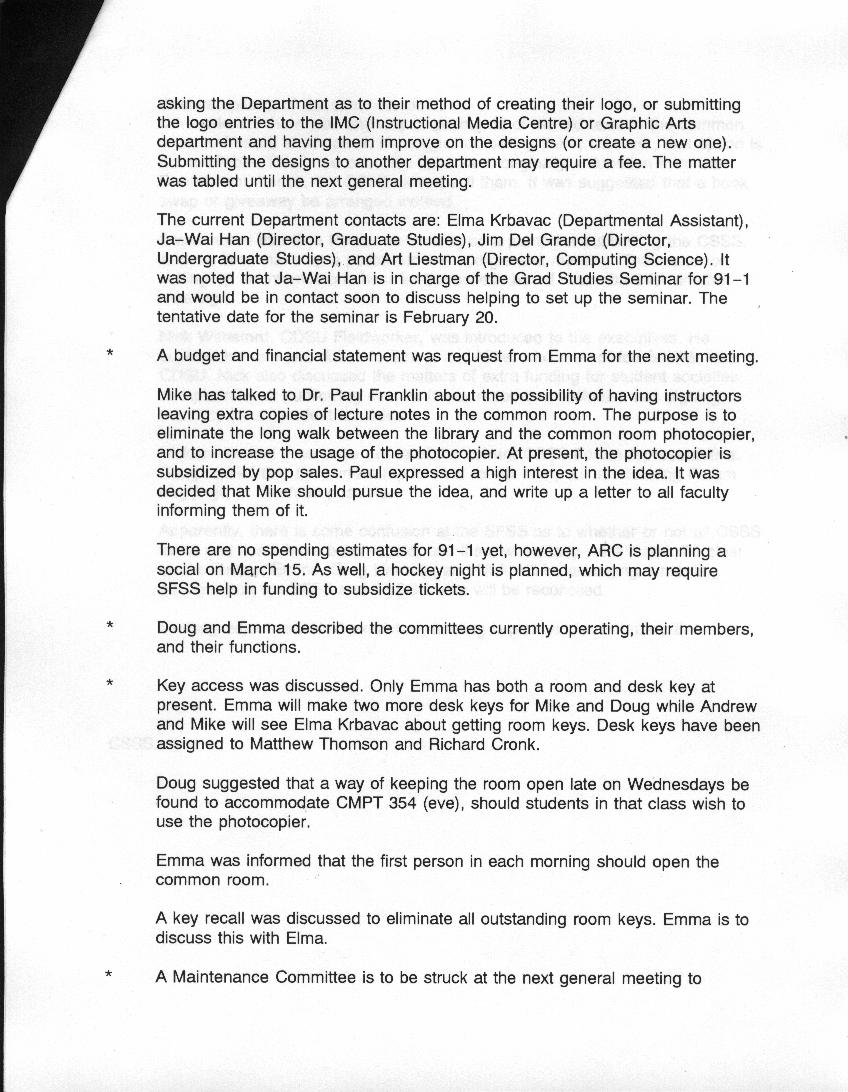 asking the Department as to their method of creating their logo, or submitting
the logo entries to the IMC (Instructional Media Centre) or Graphic Arts
department and having them improve on the designs (or create a new one).
Submitting the designs to another department may require a fee. The matter
was tabled until the next general meeting.
The current Department contacts are: Elma Krbavac (Departmental Assistant),
Ja-Wai Han (Director, Graduate Studies), Jim Del Grande (Director,
Undergraduate Studies), and Art Liestman (Director, Computing Science). It
was noted that Ja-Wai Han is in charge of the Grad Studies Seminar for 91-1
and would be in contact soon to discuss helping to set up the seminar. The
tentative date for the seminar is February 20.
* A budget and financial statement was request from Emma for the next meeting.
Mike has talked to Dr. Paul Franklin about the possibility of having instructors
leaving extra copies of lecture notes in the common room. The purpose is to
eliminate the long walk between the library and the common room photocopier,
and to increase the usage of the photocopier. At present, the photocopier is
subsidized by pop sales. Paul expressed a high interest in the idea. It was
decided that Mike should pursue the idea, and write up a letter to all faculty
informing them of it.
There are no spending estimates for 91-1 yet, however, ARC is planning a
social on March 15. As well, a hockey night is planned, which may require
SFSS help in funding to subsidize tickets.
* Doug and Emma described the committees currently operating, their members,
and their functions.
* Key access was discussed. Only Emma has both a room and desk key at
present. Emma will make two more desk keys for Mike and Doug while Andrew
and Mike will see Elma Krbavac about getting room keys. Desk keys have been
assigned to Matthew Thomson and Richard Cronk.
Doug suggested that a way of keeping the room open late on Wednesdays be
found to accommodate CMPT 354 (eve), should students in that class wish to
use the photocopier.
Emma was informed that the first person in each morning should open the
common room.
A key recall was discussed to eliminate all outstanding room keys. Emma is to
discuss this with Elma.
* A Maintenance Committee is to be struck at the next general meeting to